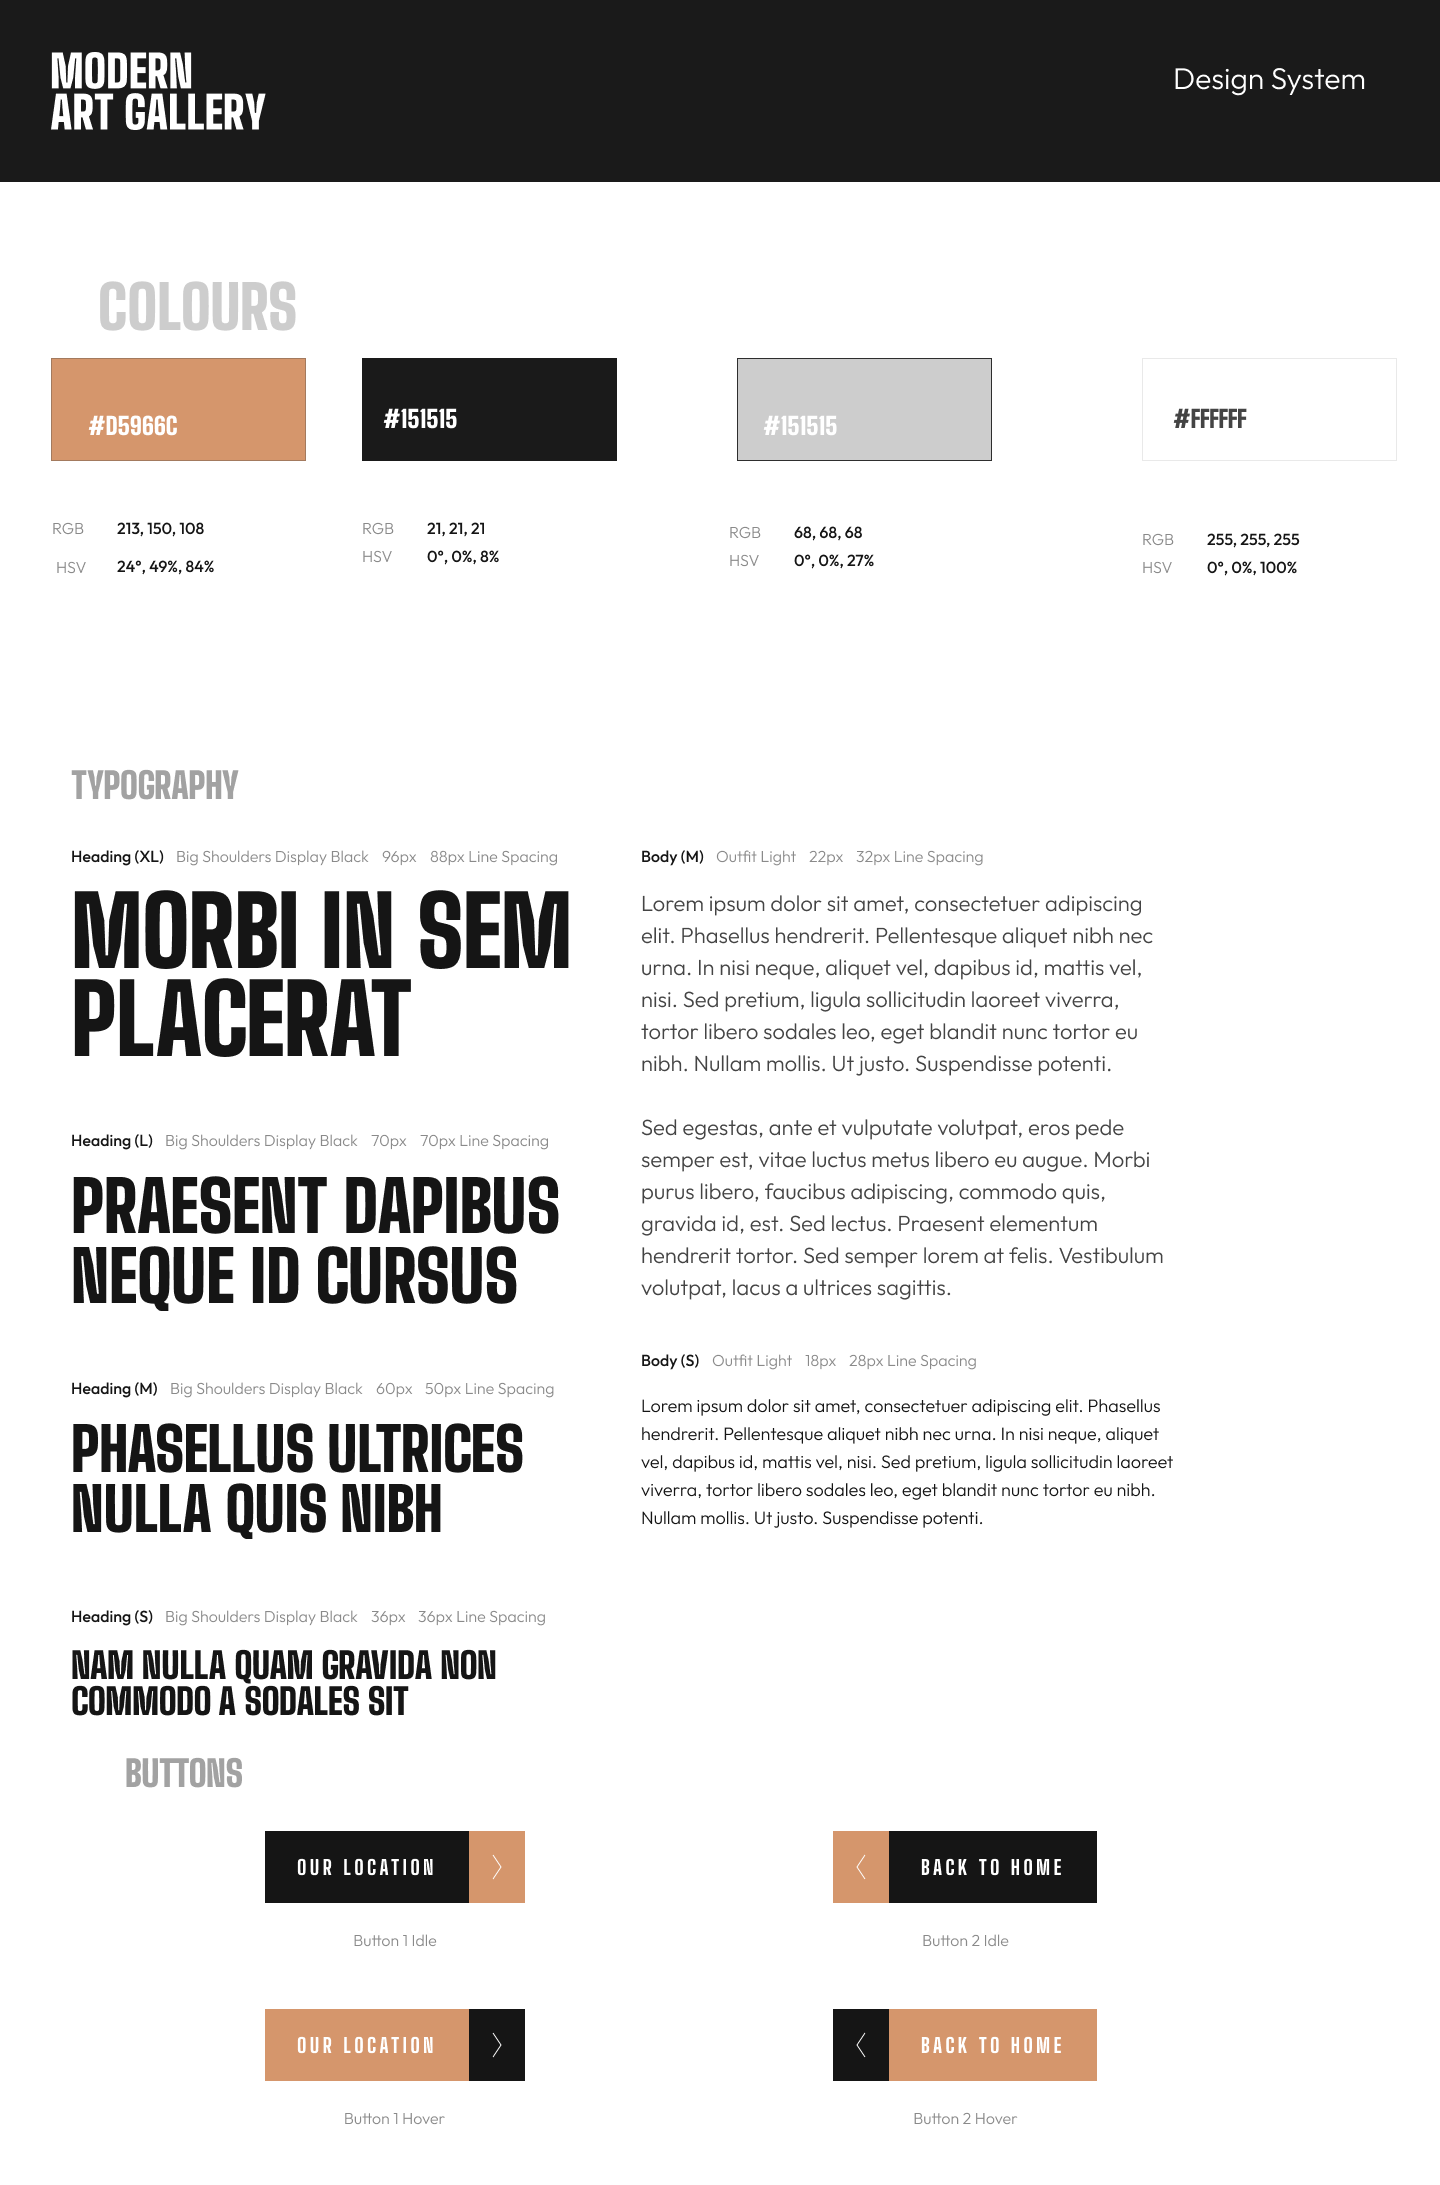 MODERN
ART GALLERY
Design System
COLOURS
#D5966C
#151515
#151515
#FFFFFF
RGB 213, 150, 108
HSV 24°, 49%, 84%
RGB 21, 21, 21
HSV 0°, 0%, 8%
RGB 68, 68, 68
HSV 0°, 0%, 27%
RGB 255, 255, 255
HSV 0°, 0%, 100%
TYPOGRAPHY
Heading (XL) Big Shoulders Display Black 96px 88px Line Spacing
MORBI IN SEM
PLACERAT
Heading (L) Big Shoulders Display Black 70px 70px Line Spacing
PRAESENT DAPIBUS
NEQUE ID CURSUS
Heading (M) Big Shoulders Display Black 60px 50px Line Spacing
PHASELLUS ULTRICES
NULLA QUIS NIBH
Heading (S) Big Shoulders Display Black 36px 36px Line Spacing
NAM NULLA QUAM GRAVIDA NON
COMMODO A SODALES SIT
Body (M) Outfit Light 22px 32px Line Spacing
Lorem ipsum dolor sit amet, consectetuer adipiscing
elit. Phasellus hendrerit. Pellentesque aliquet nibh nec
urna. In nisi neque, aliquet vel, dapibus id, mattis vel,
nisi. Sed pretium, ligula sollicitudin laoreet viverra,
tortor libero sodales leo, eget blandit nunc tortor eu
nibh. Nullam mollis. Ut justo. Suspendisse potenti.
Sed egestas, ante et vulputate volutpat, eros pede
semper est, vitae luctus metus libero eu augue. Morbi
purus libero, faucibus adipiscing, commodo quis,
gravida id, est. Sed lectus. Praesent elementum
hendrerit tortor. Sed semper lorem at felis. Vestibulum
volutpat, lacus a ultrices sagittis.
Body (S) Outfit Light 18px 28px Line Spacing
Lorem ipsum dolor sit amet, consectetuer adipiscing elit. Phasellus
hendrerit. Pellentesque aliquet nibh nec urna. In nisi neque, aliquet
vel, dapibus id, mattis vel, nisi. Sed pretium, ligula sollicitudin laoreet
viverra, tortor libero sodales leo, eget blandit nunc tortor eu nibh.
Nullam mollis. Ut justo. Suspendisse potenti.
BUTTONS
OUR LOCATION
Button 1 Idle
BACK TO HOME
Button 2 Idle
OUR LOCATION
Button 1 Hover
BACK TO HOME
Button 2 Hover